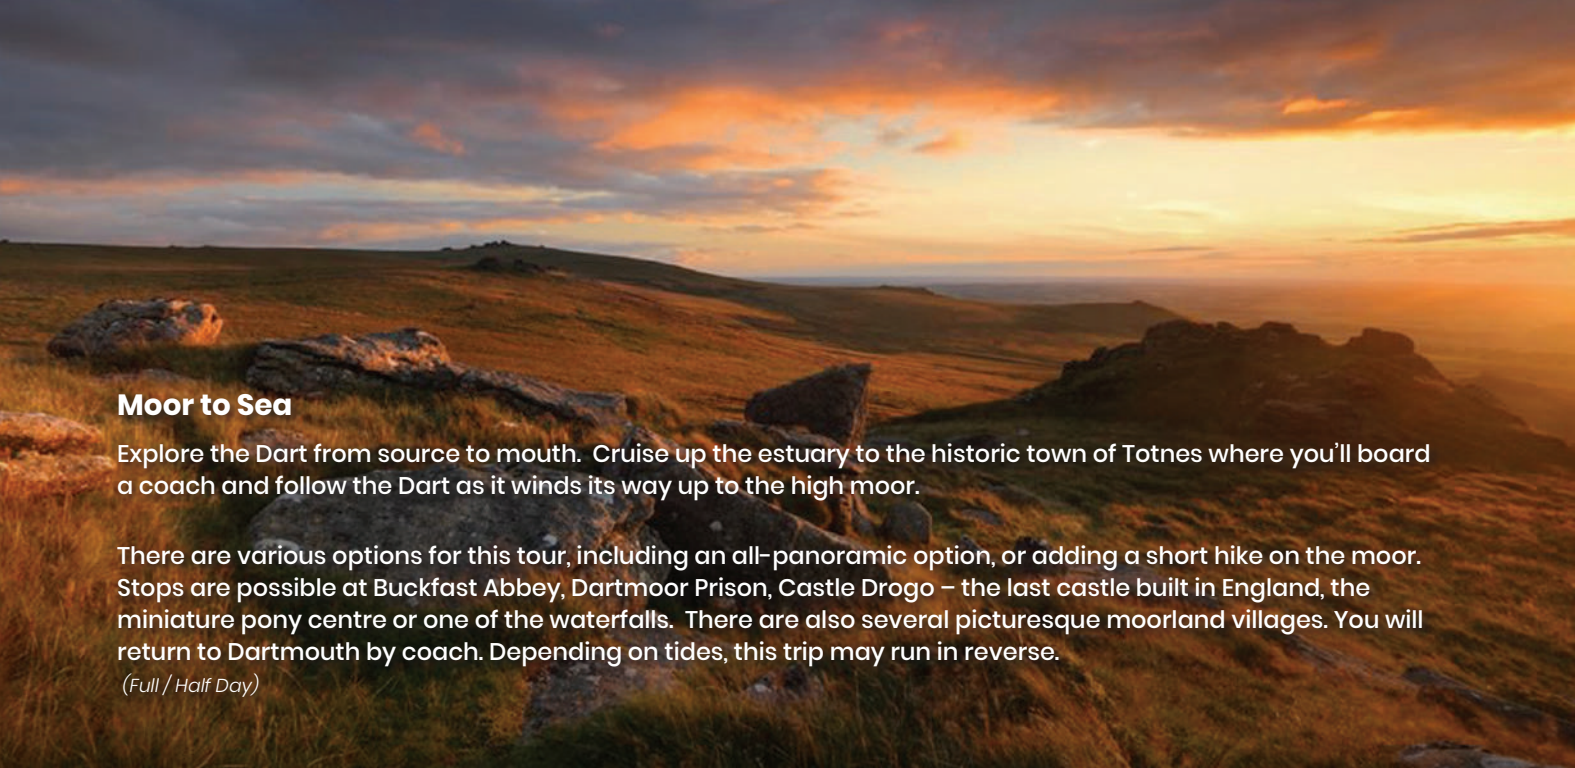 Moor to Sea
Explore the Dart from source to mouth.  Cruise up the estuary to the historic town of Totnes where you’ll board
a coach and follow the Dart as it winds its way up to the high moor.
There are various options for this tour, including an all-panoramic option, or adding a short hike on the moor.
Stops are possible at Buckfast Abbey, Dartmoor Prison, Castle Drogo – the last castle built in England, the
miniature pony centre or one of the waterfalls.  There are also several picturesque moorland villages. You will
return to Dartmouth by coach. Depending on tides, this trip may run in reverse.
(Full / Half Day)